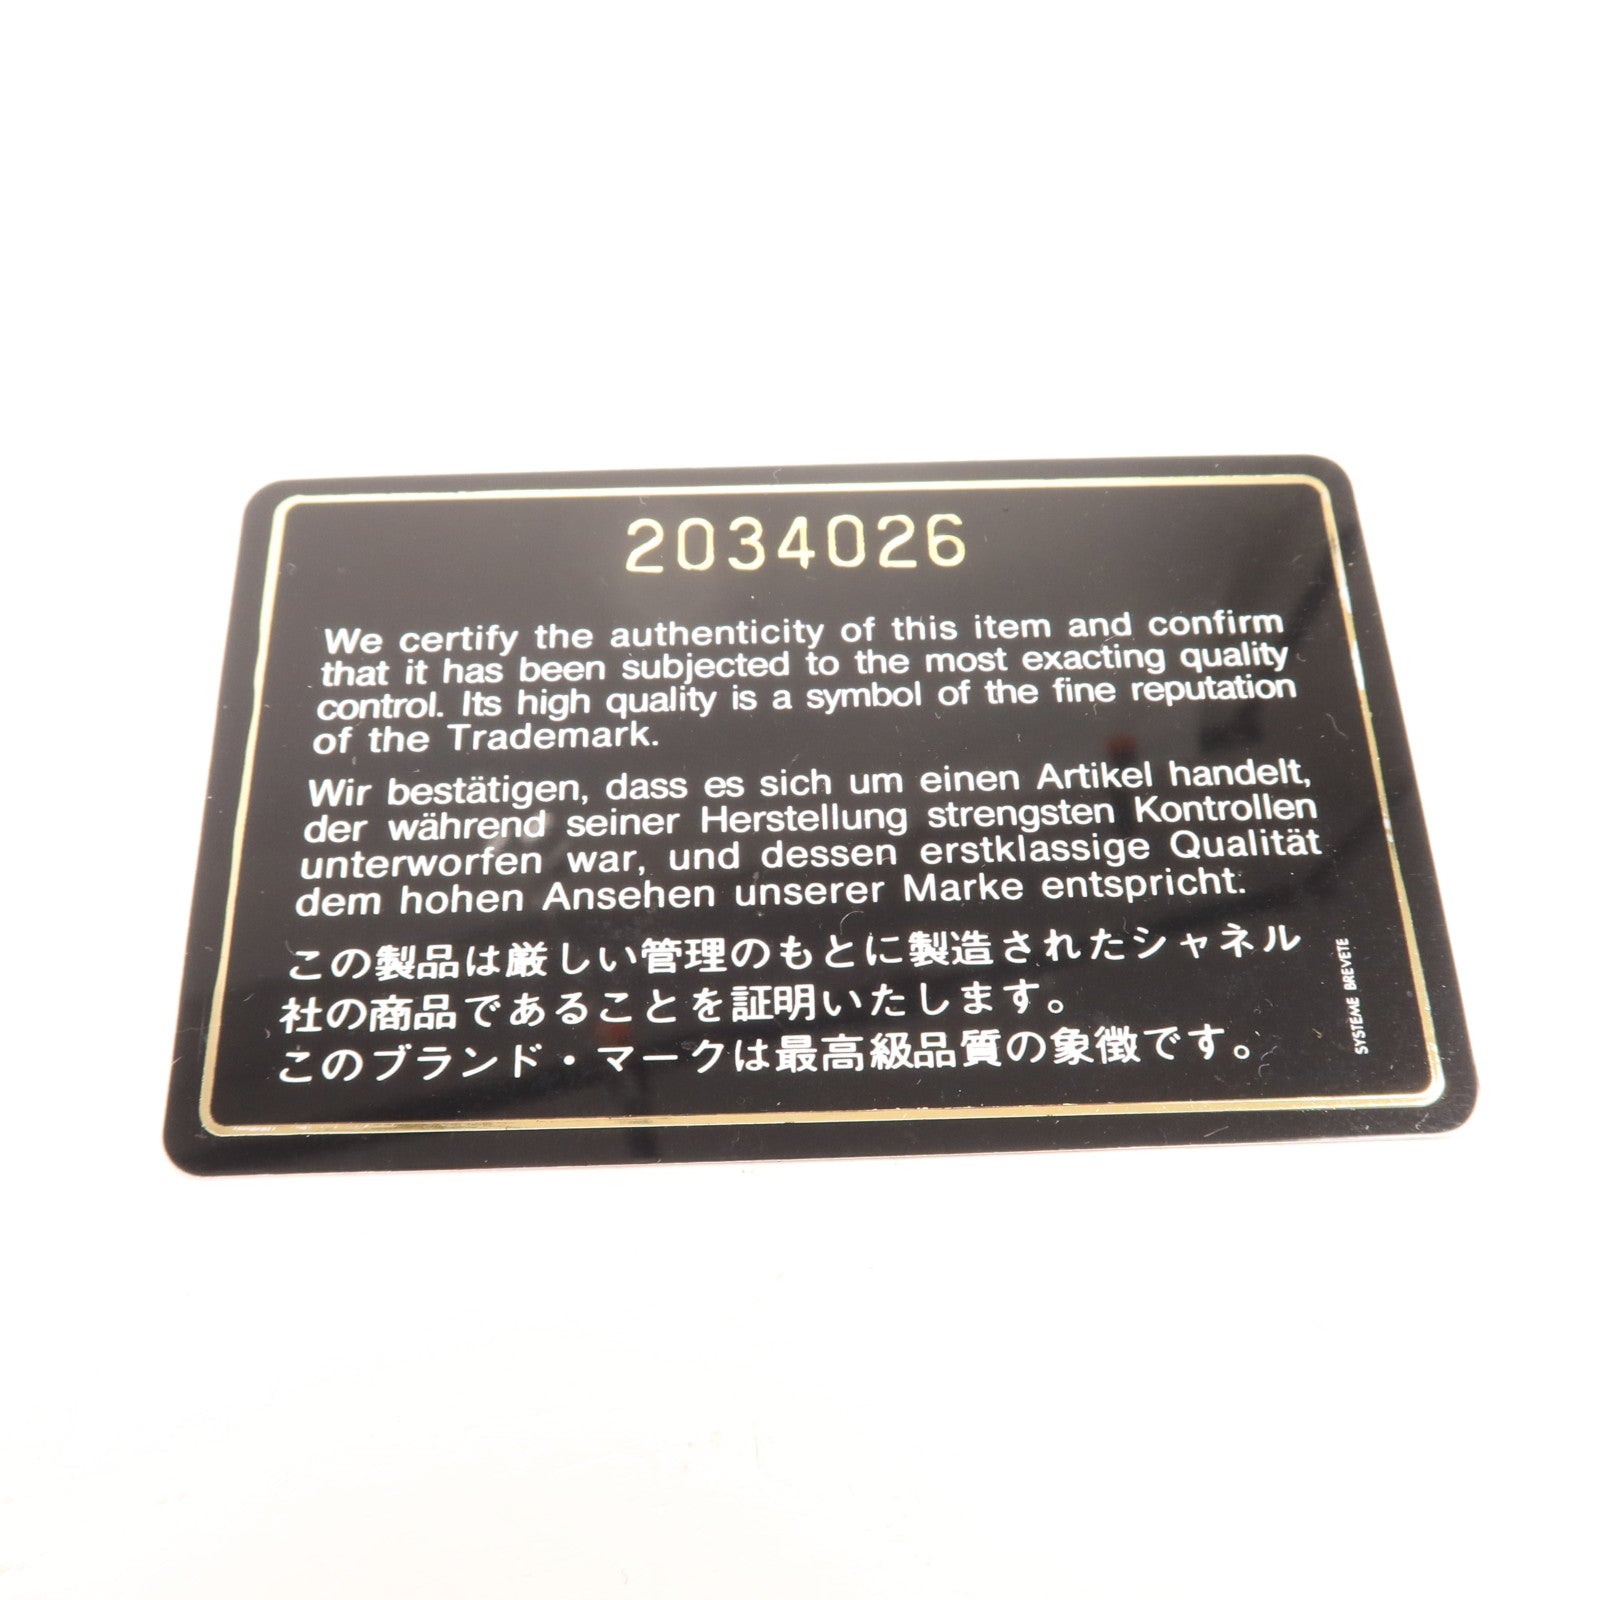 2034026
We certify the authenticity of this item and confirm
that it has been subjected to the most exacting quality
control. Its high quality is a symbol of the fine reputation
of the Trademark.
Wir bestätigen, dass es sich um einen Artikel handelt,
der während seiner Herstellung strengsten Kontrollen
unterworfen war, und dessen erstklassige Qualität
dem hohen Ansehen unserer Marke entspricht.
この製品は厳しい管理のもとに製造されたシャネル
社の商品であることを証明いたします。
このブランド・マークは最高級品質の象徴です。
SYSTEME BREVETE